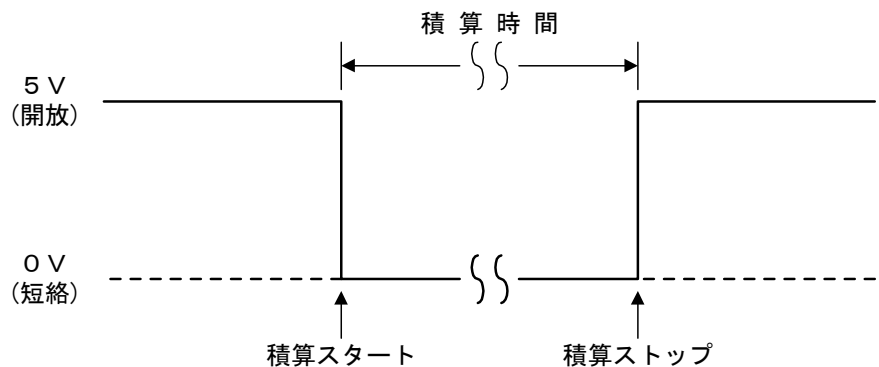 積算時間
５Ｖ
(開放)
０Ｖ
(短絡)
積算スタート
積算ストップ